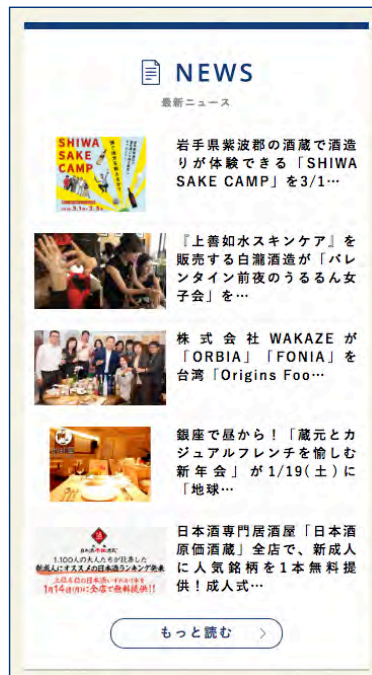 NEWS
最新ニュース
SHIWA
SAKE
CAMP
岩手県紫波郡の酒蔵で酒造
りが体験できる「SHIWA
SAKE CAMP」を3/1…
『上善如水スキンケア』を
販売する白瀧酒造が「バレ
ンタイン前夜のうるるん女
子会」を…
株式会社WAKAZEが
「ORBIA」「FONIA」を
台湾「Origins Foo…
銀座で昼から！「蔵元とカ
ジュアルフレンチを愉しむ
新年会」が1/19(土)に
「地球…
日本酒原価酒蔵
1,100人の大人たちが投票した
新成人にオススメの日本酒ランキング発表
1月14日(月)に全店で無料提供!!
日本酒専門居酒屋「日本酒
原価酒蔵」全店で、新成人
に人気銘柄を1本無料提
供！成人式…
もっと読む